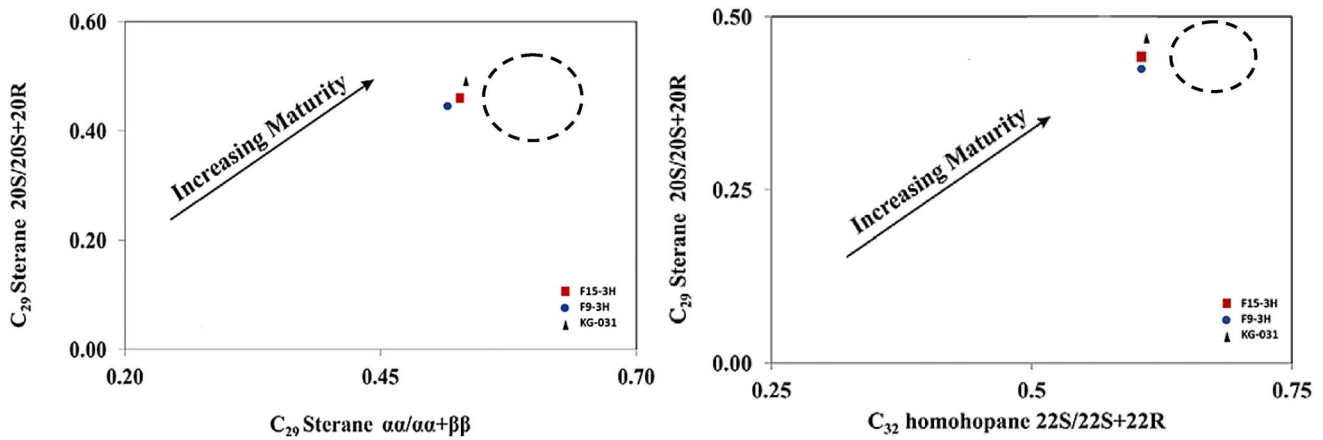 0.60
0.40
0.20
0.00
C29 Sterane 20S/20S+20R
Increasing Maturity
F15-3H
F9-3H
KG-031
0.20
0.45
0.70
C29 Sterane αα/αα+ββ
0.50
0.25
0.00
C29 Sterane 20S/20S+20R
Increasing Maturity
F15-3H
F9-3H
KG-031
0.25
0.5
0.75
C32 homohopane 22S/22S+22R